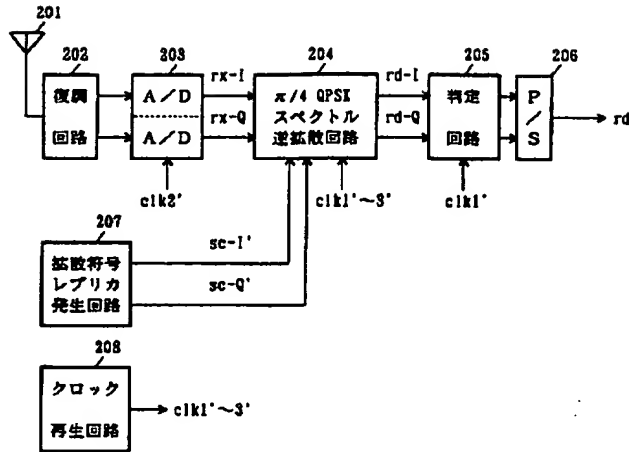 201
202
復調
回路
203
A/D
A/D
clk2'
rx-I
rx-Q
204
π/4 QPSK
スペクトル
逆拡散回路
clk1'~3'
rd-I
rd-Q
205
判定
回路
clk1'
206
P
/
S
rd
207
拡散符号
レプリカ
発生回路
sc-I'
sc-Q'
208
クロック
再生回路
clk1'~3'